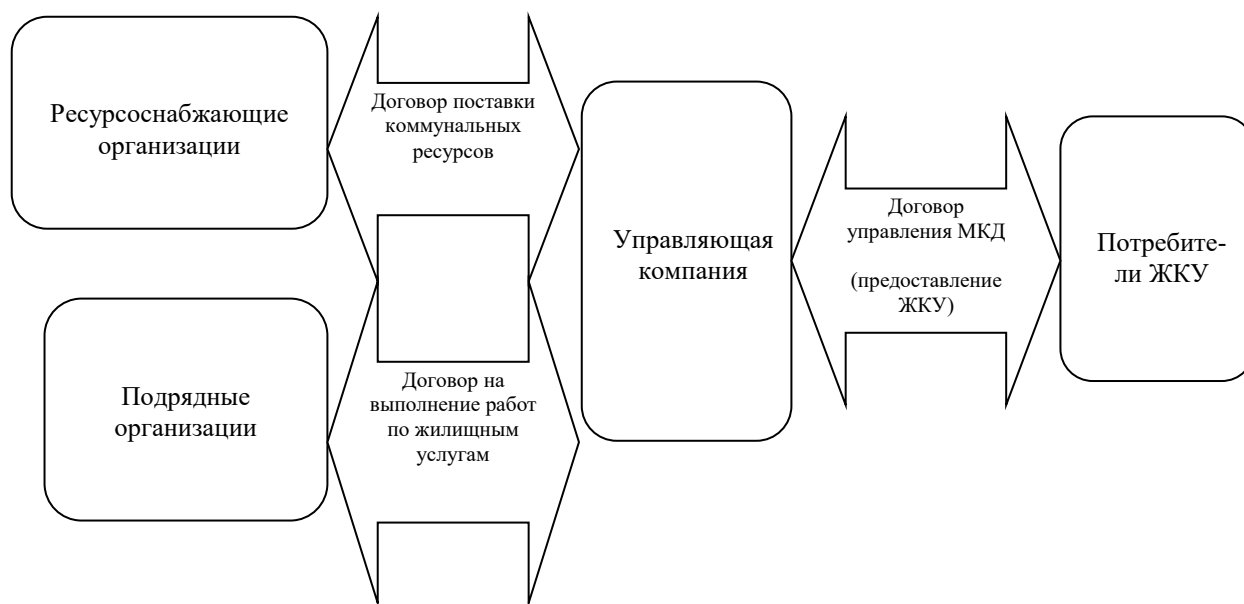 Ресурсоснабжающие
организации
Договор поставки
коммунальных
ресурсов
Управляющая
компания
Договор
управления МКД
(предоставление
ЖКУ)
Потребите-
ли ЖКУ
Подрядные
организации
Договор на
выполнение работ
по жилищным
услугам